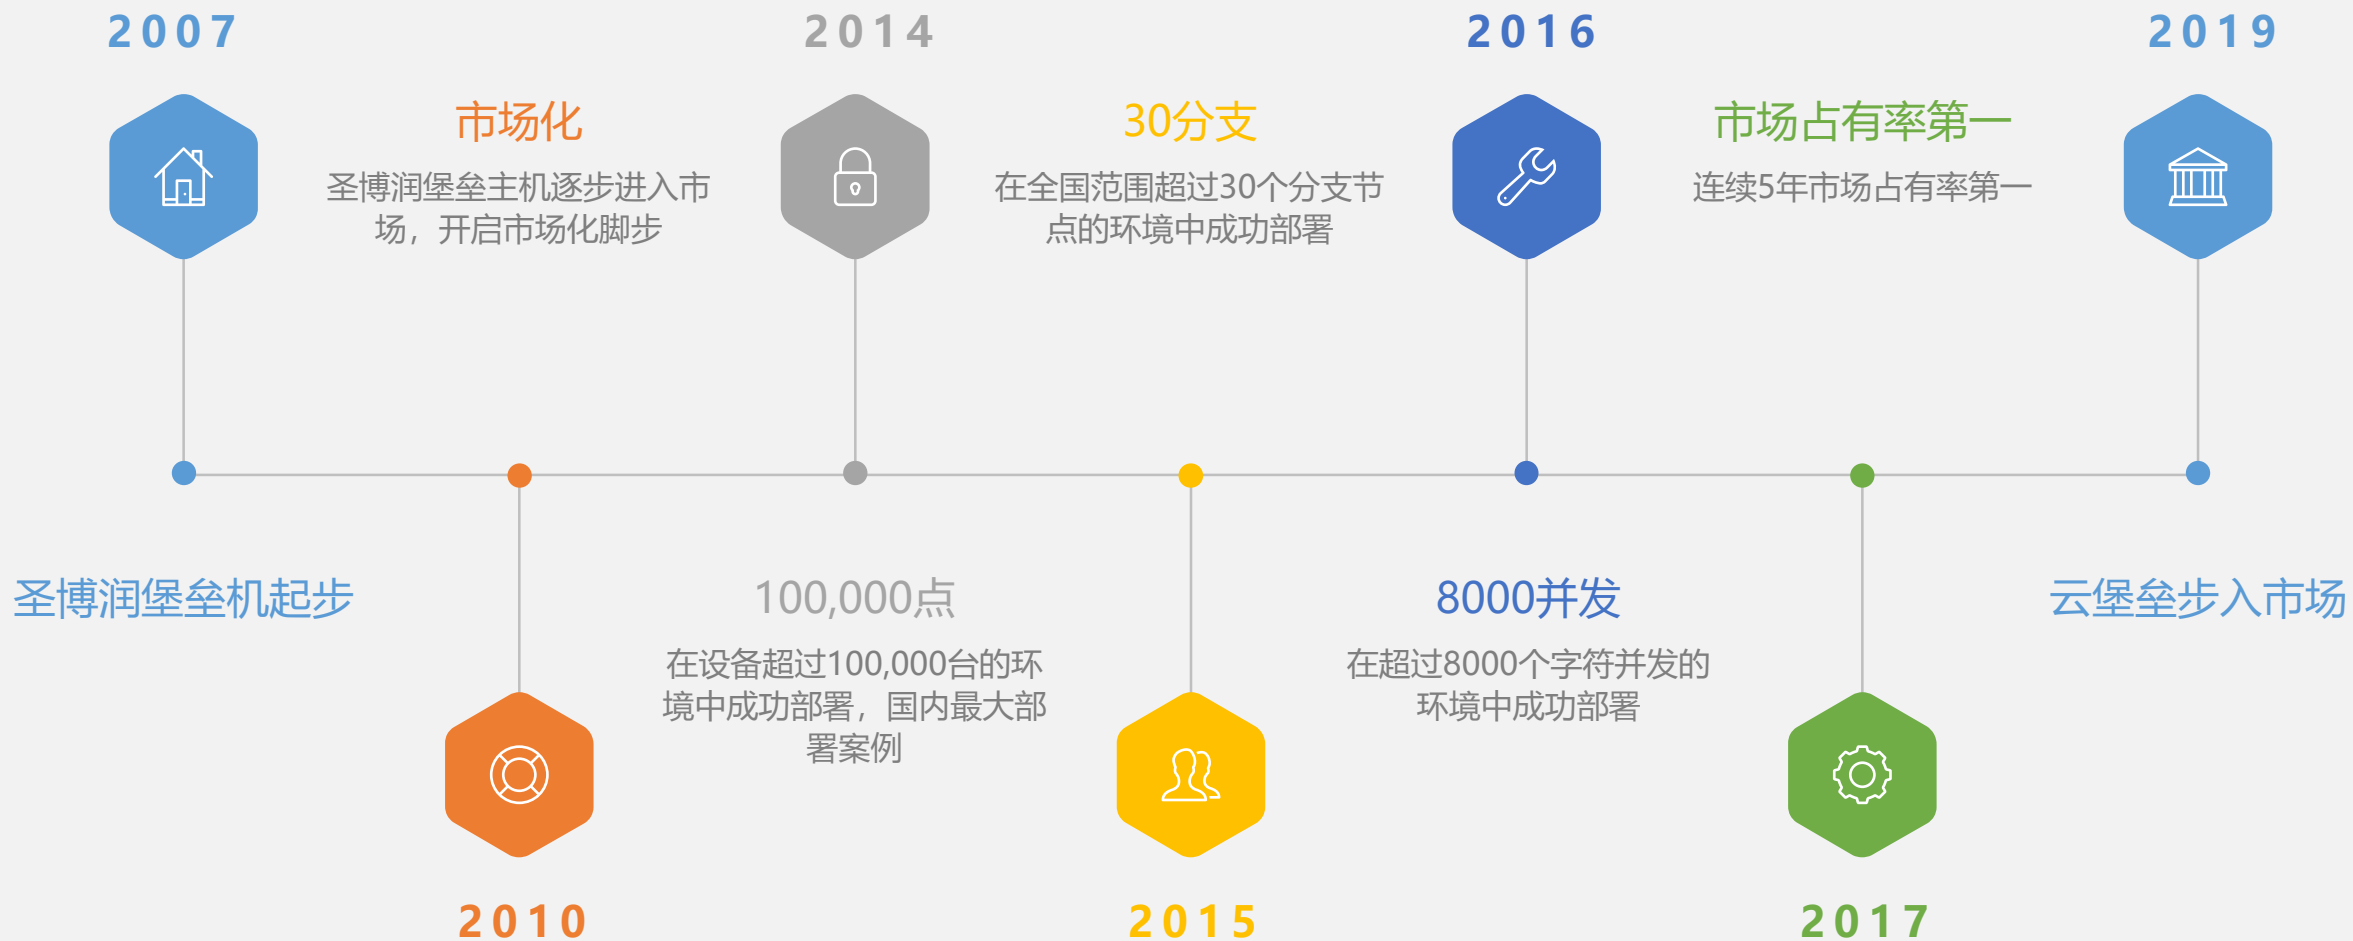 2007
圣博润堡垒机起步
市场化
圣博润堡垒主机逐步进入市
场，开启市场化脚步
2010
2014
100,000点
在设备超过100,000台的环
境中成功部署，国内最大部
署案例
30分支
在全国范围超过30个分支节
点的环境中成功部署
2015
2016
8000并发
在超过8000个字符并发的
环境中成功部署
市场占有率第一
连续5年市场占有率第一
2017
2019
云堡垒步入市场